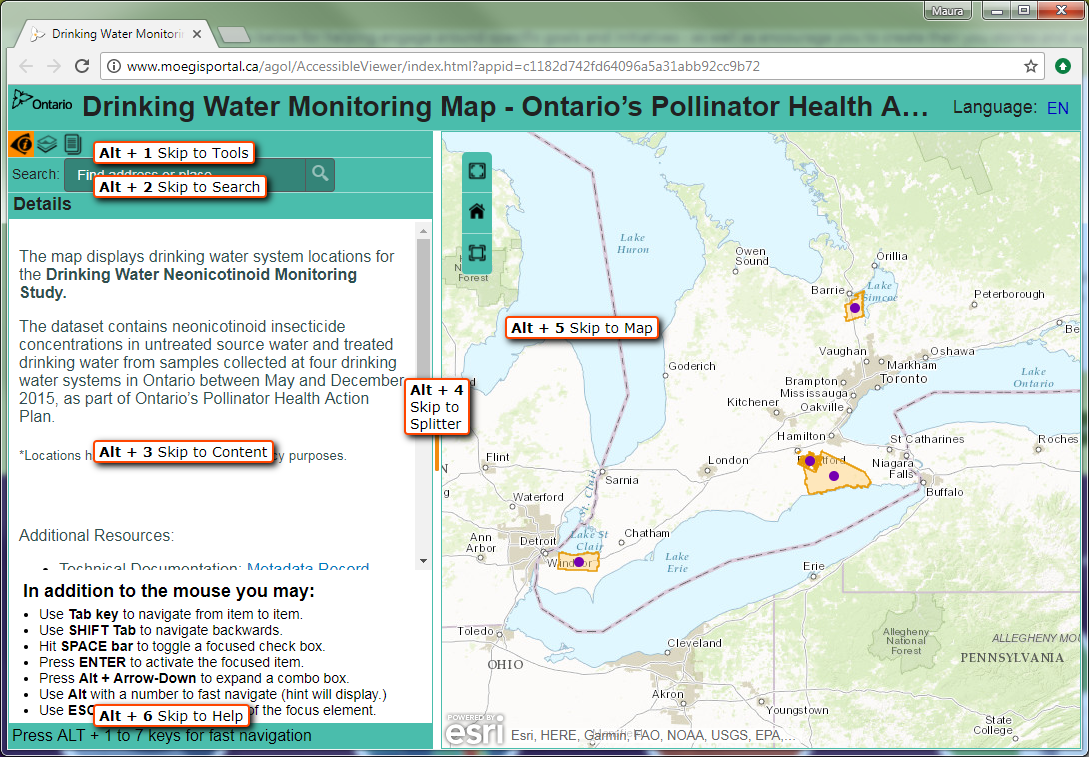 Maura
Drinking Water Monitorin
www.moegisportal.ca/agol/AccessibleViewer/index.html?appid=c1182d742fd64096a5a31abb92cc9b72
Ontario
Drinking Water Monitoring Map - Ontario’s Pollinator Health A…
Language: EN
Alt + 1 Skip to Tools
Search: Find address or place
Alt + 2 Skip to Search
Details
The map displays drinking water system locations for
the Drinking Water Neonicotinoid Monitoring
Study.
The dataset contains neonicotinoid insecticide
concentrations in untreated source water and treated
drinking water from samples collected at four drinking
water systems in Ontario between May and December
2015, as part of Ontario’s Pollinator Health Action
Plan.
*Locations h
cy purposes.
Alt + 3 Skip to Content
Additional Resources:
• Technical Documentation: Metadata Record
In addition to the mouse you may:
• Use Tab key to navigate from item to item.
• Use SHIFT Tab to navigate backwards.
• Hit SPACE bar to toggle a focused check box.
• Press ENTER to activate the focused item.
• Press Alt + Arrow-Down to expand a combo box.
• Use Alt with a number to fast navigate (hint will display.)
• Use ESC
of the focus element.
Alt + 6 Skip to Help
Press ALT + 1 to 7 keys for fast navigation
Alt + 4
Skip to
Splitter
Alt + 5 Skip to Map
Lake
Huron
Owen
Sound
Orillia
Barrie
Lake
Simcoe
Peterborough
Forest
Be
Vaughan
Oshawa
Markham
Toronto
Brampton
Mississauga
Oakville
Lake
Ontario
Goderich
Kitchener
Hamilton
St Catharines
Niagara
Falls
Roches
Buffalo
London
Flint
Sarnia
St. Clair
Waterford
Ann
Arbor
Detroit
Lake St
Clair
Windsor
Chatham
Lake
Erie
Erie
Toledo
Cleveland
OHIO
Akron
Youngstown
Allegheny
National
Forest
ALLEGHENY MOU
PENNSYLVANIA
State
College
POWERED BY
esri
Esri, HERE, Garmin, FAO, NOAA, USGS, EPA,…